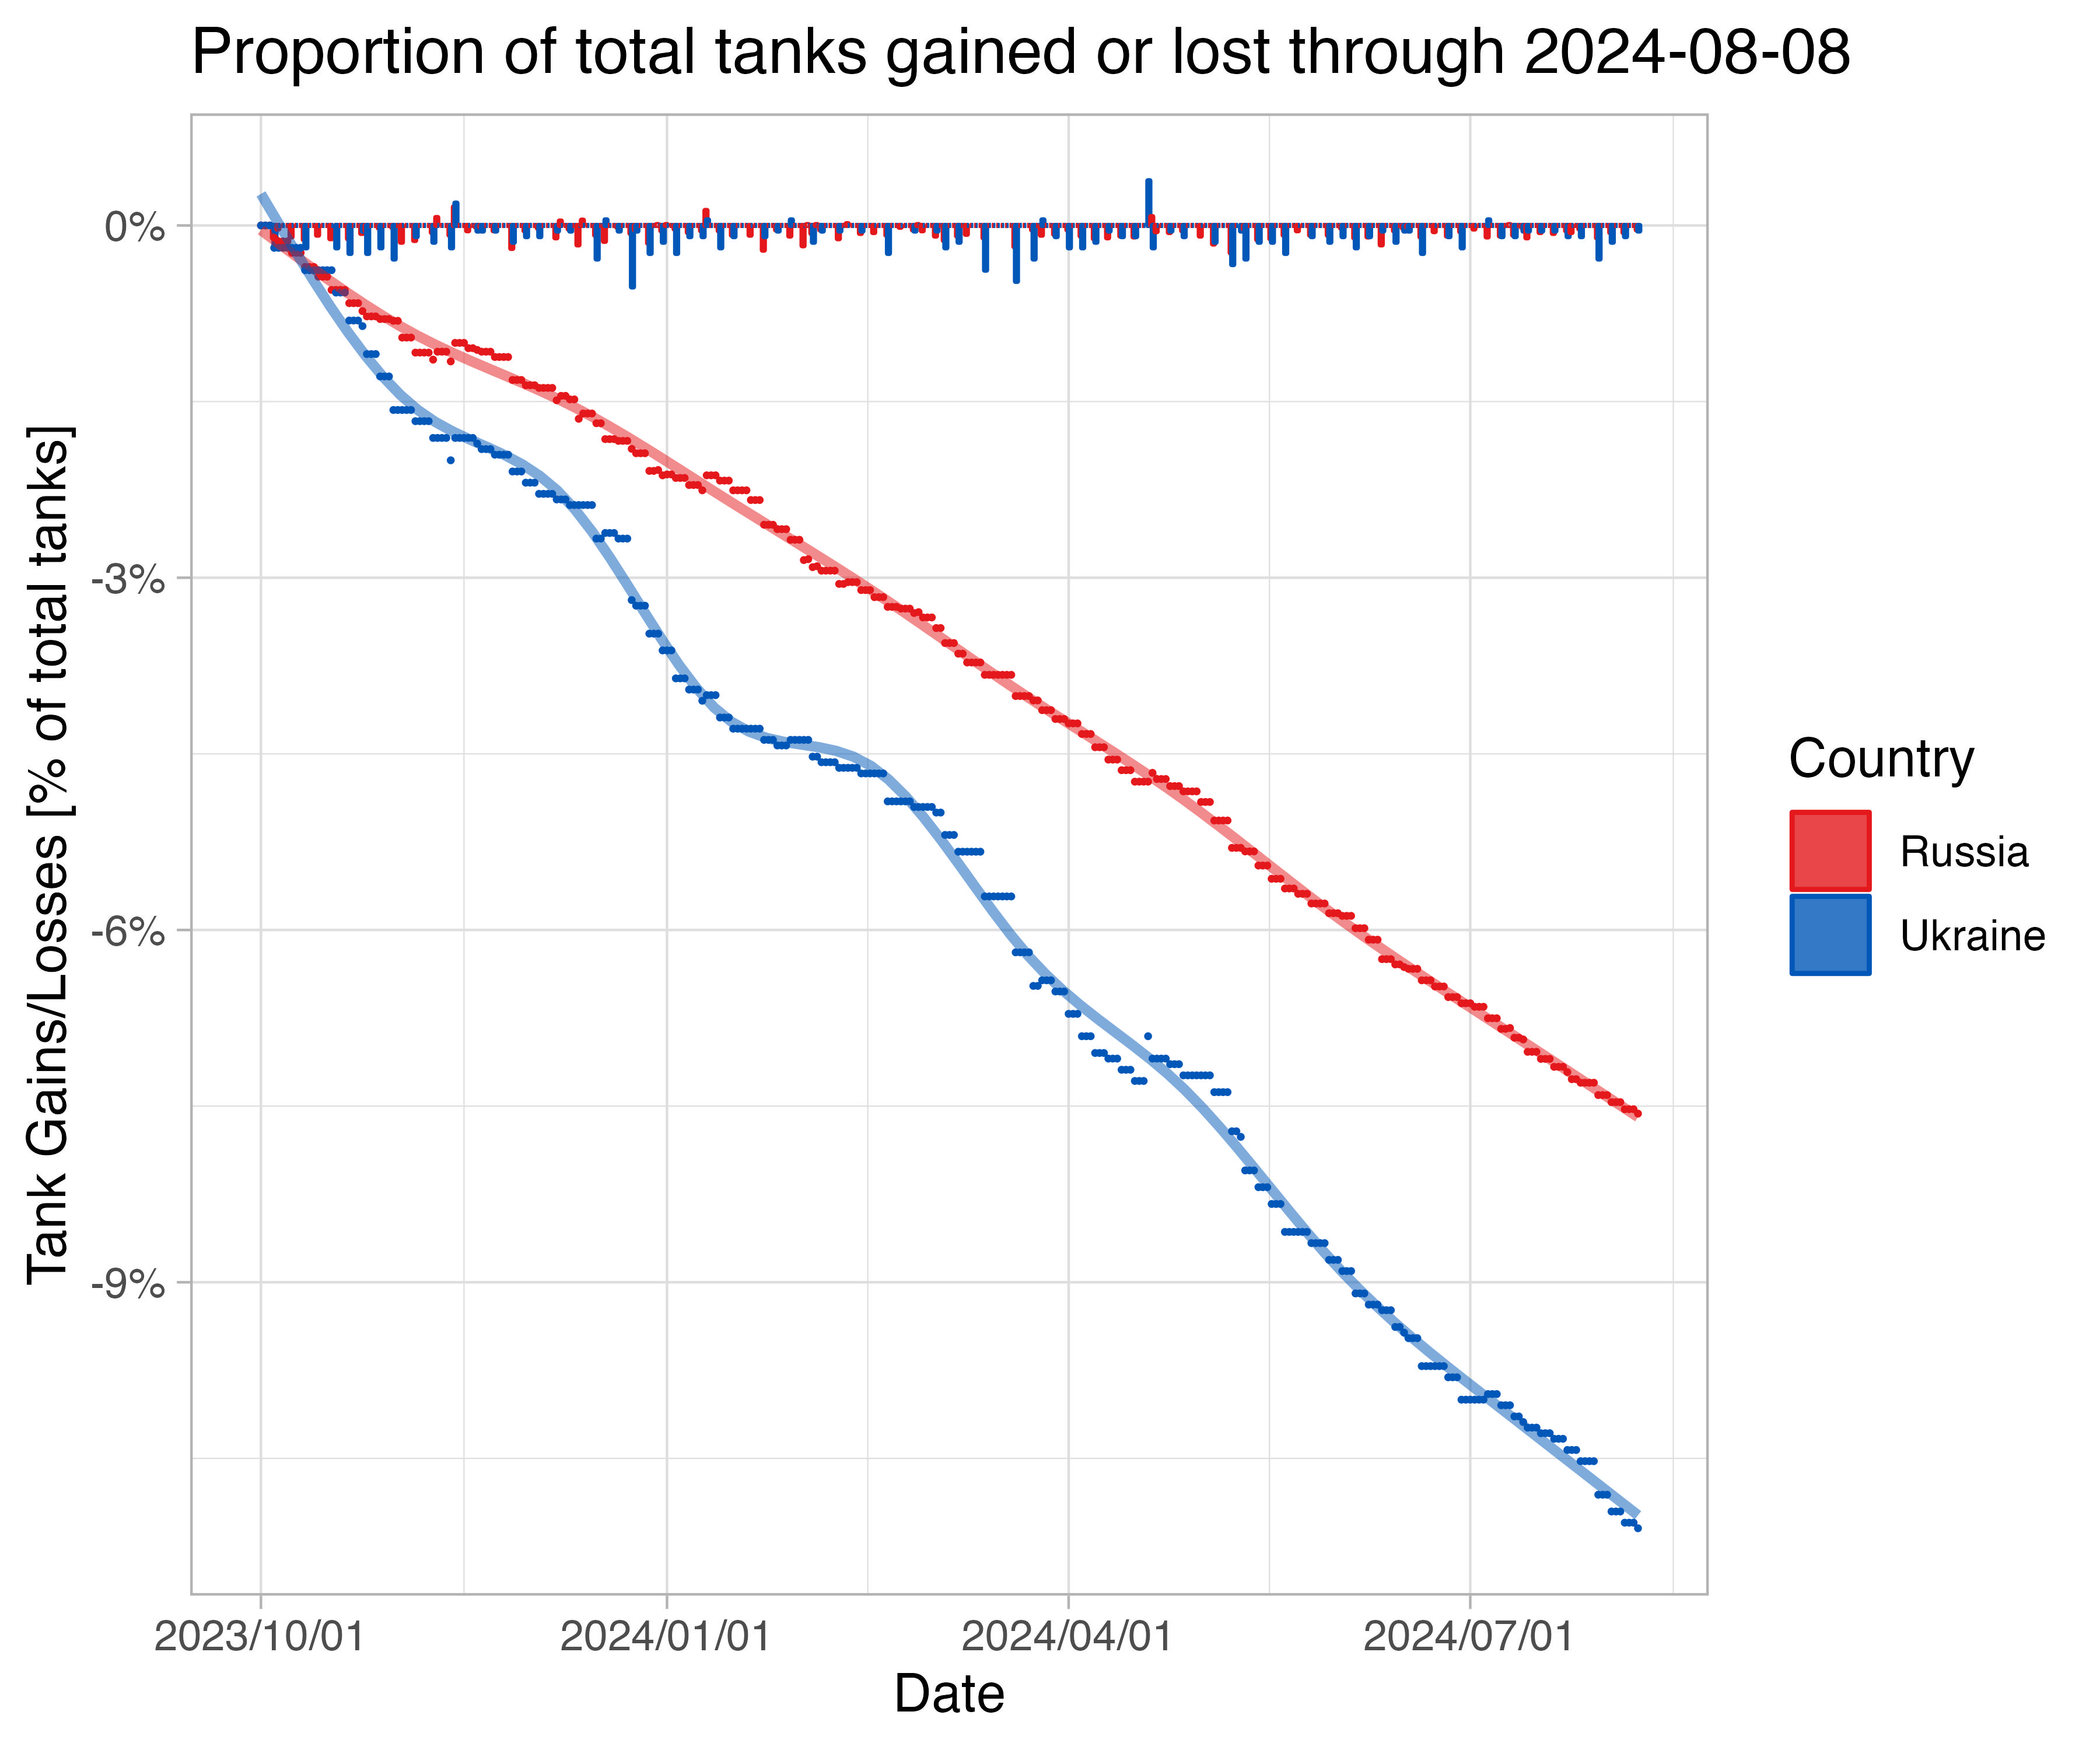 Proportion of total tanks gained or lost through 2024-08-08
Tank Gains/Losses [% of total tanks]
0%
-3%
-6%
-9%
2023/10/01
2024/01/01
2024/04/01
2024/07/01
Date
Country
Russia
Ukraine